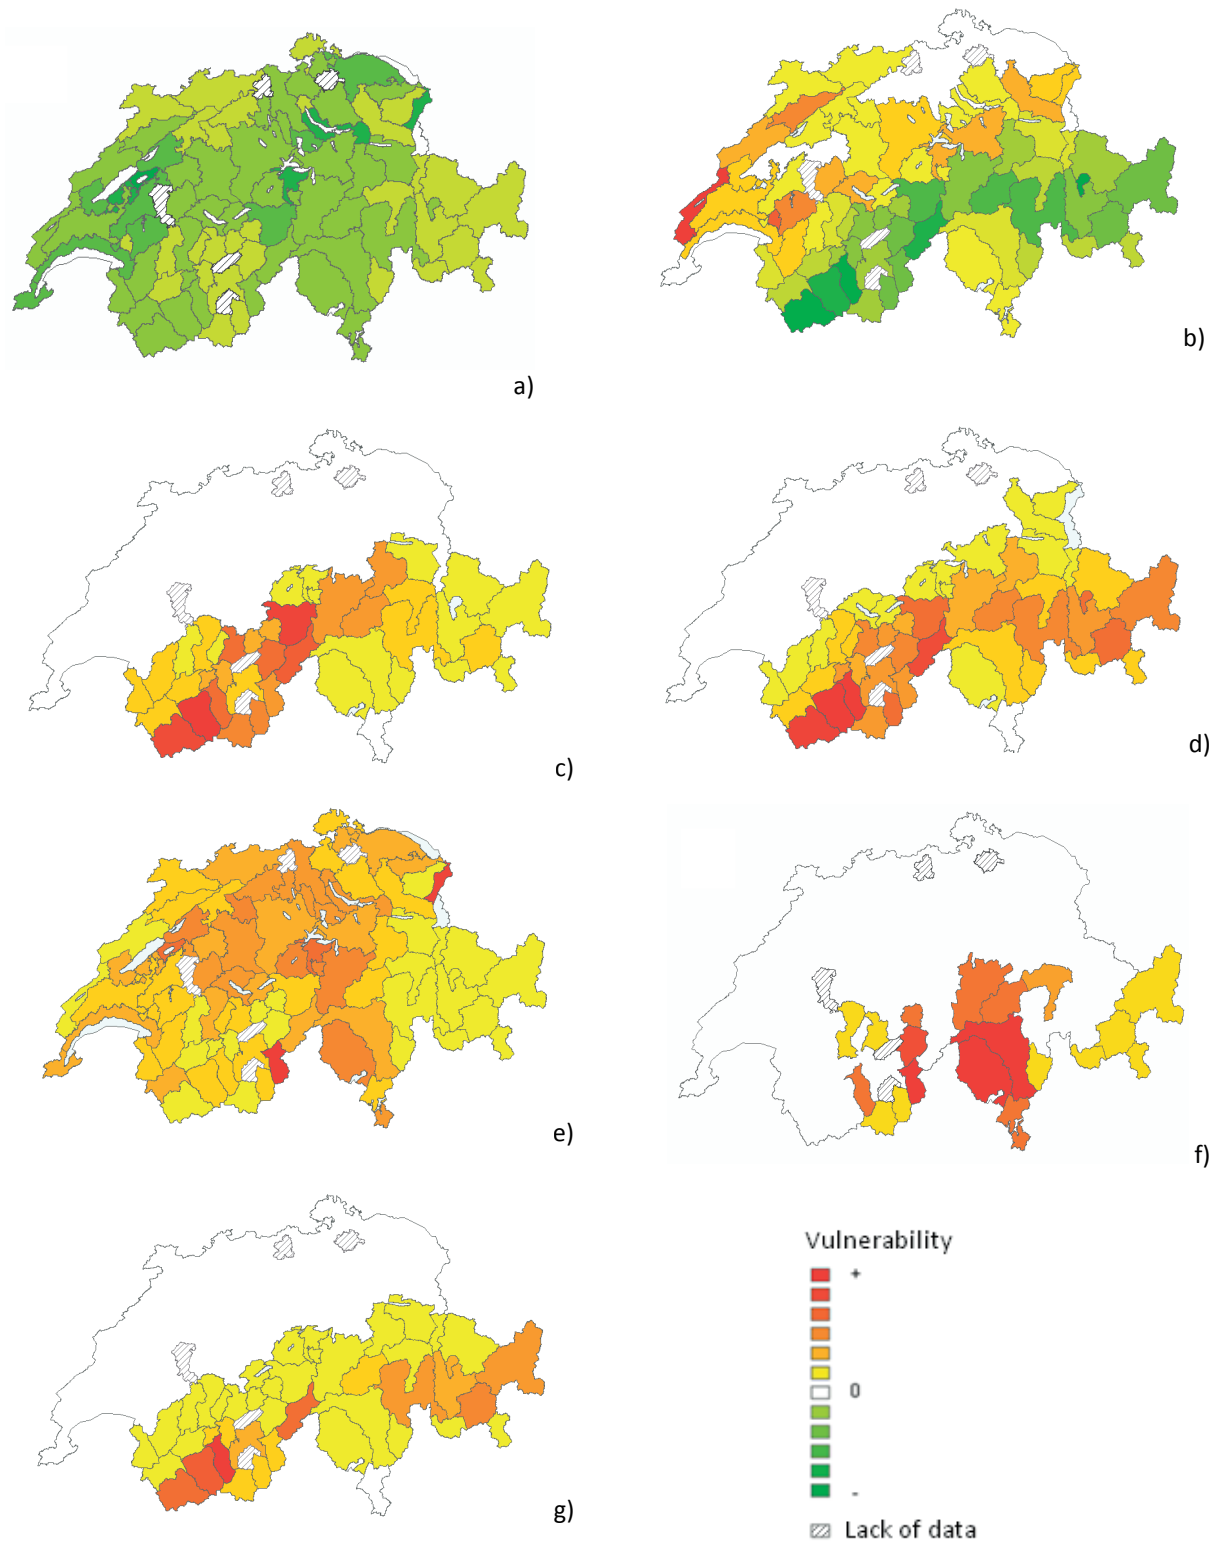 a)
b)
c)
d)
e)
f)
g)
Vulnerability
+
0
-
Lack of data